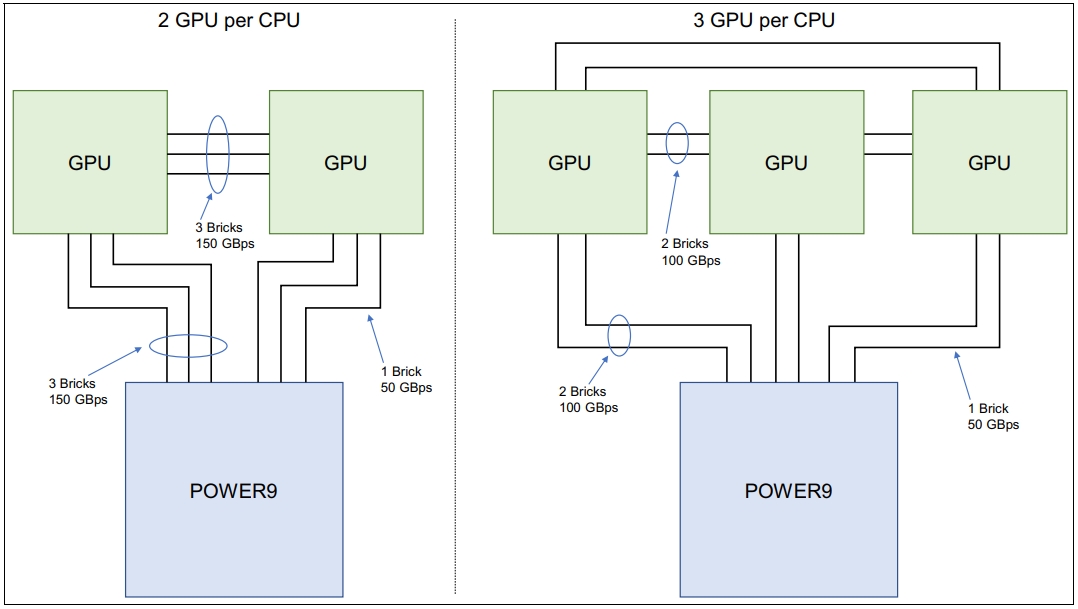 2 GPU per CPU
GPU
GPU
3 Bricks
150 GBps
3 Bricks
150 GBps
1 Brick
50 GBps
POWER9
3 GPU per CPU
GPU
GPU
GPU
2 Bricks
100 GBps
2 Bricks
100 GBps
1 Brick
50 GBps
POWER9